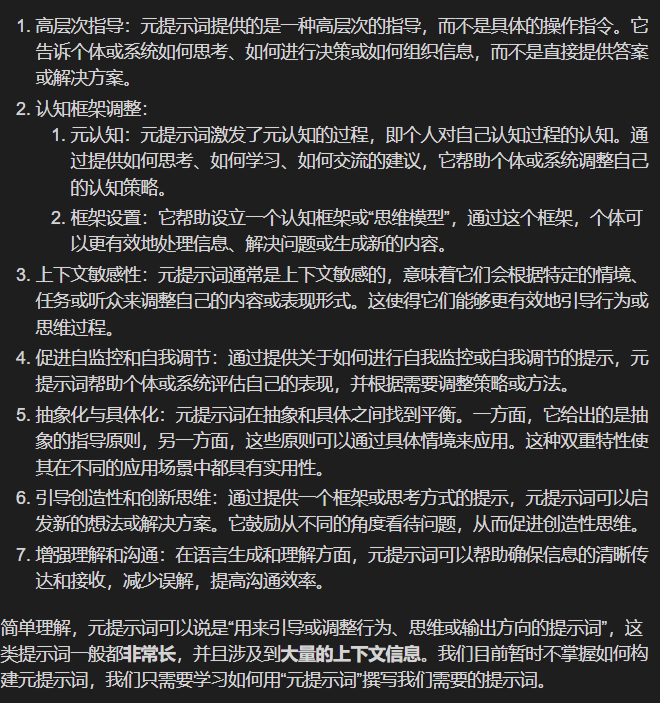 1. 高层次指导：元提示词提供的是一种高层次的指导，而不是具体的操作指令。它
告诉个体或系统如何思考、如何进行决策或如何组织信息，而不是直接提供答案
或解决方案。
2. 认知框架调整：
1. 元认知：元提示词激发了元认知的过程，即个人对自己认知过程的认知。通
过提供如何思考、如何学习、如何交流的建议，它帮助个体或系统调整自己
的认知策略。
2. 框架设置：它帮助设立一个认知框架或“思维模型”，通过这个框架，个体可
以更有效地处理信息、解决问题或生成新的内容。
3. 上下文敏感性：元提示词通常是上下文敏感的，意味着它们会根据特定的情境、
任务或听众来调整自己的内容或表现形式。这使得它们能够更有效地引导行为或
思维过程。
4. 促进自监控和自我调节：通过提供关于如何进行自我监控或自我调节的提示，元
提示词帮助个体或系统评估自己的表现，并根据需要调整策略或方法。
5. 抽象化与具体化：元提示词在抽象和具体之间找到平衡。一方面，它给出的是抽
象的指导原则，另一方面，这些原则可以通过具体情境来应用。这种双重特性使
其在不同的应用场景中都具有实用性。
6. 引导创造性和创新思维：通过提供一个框架或思考方式的提示，元提示词可以启
发新的想法或解决方案。它鼓励从不同的角度看待问题，从而促进创造性思维。
7. 增强理解和沟通：在语言生成和理解方面，元提示词可以帮助确保信息的清晰传
达和接收，减少误解，提高沟通效率。
简单理解，元提示词可以说是“用来引导或调整行为、思维或输出方向的提示词”，这
类提示词一般都非常长，并且涉及到大量的上下文信息。我们目前暂时不掌握如何构
建元提示词，我们只需要学习如何用“元提示词”撰写我们需要的提示词。